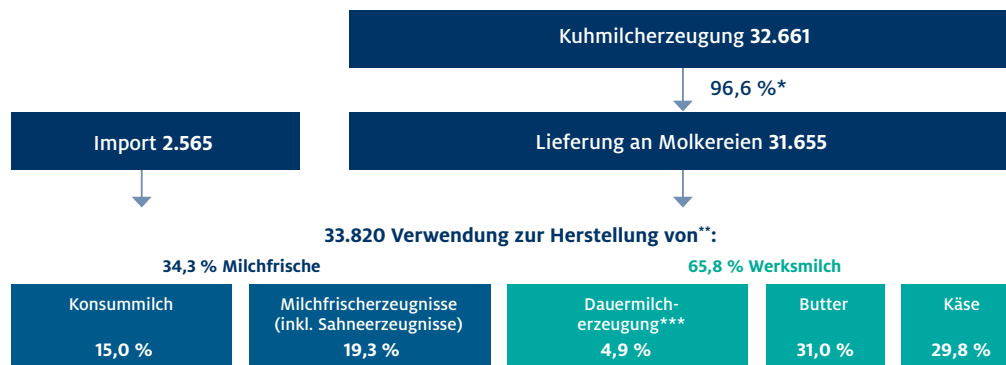 Kuhmilcherzeugung 32.661
96,6 %*
Import 2.565
Lieferung an Molkereien 31.655
33.820 Verwendung zur Herstellung von**:
34,3 % Milchfrische
65,8 % Werksmilch
Konsummilch
15,0 %
Milchfrischerzeugnisse
(inkl. Sahneerzeugnisse)
19,3 %
Dauermilch-
erzeugung***
4,9 %
Butter
31,0 %
Käse
29,8 %